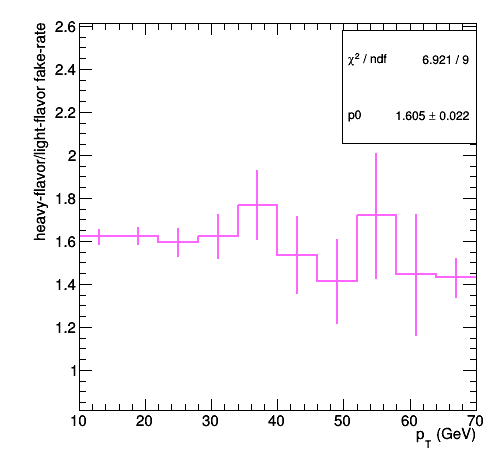 heavy-flavor/light-flavor fake-rate
χ² / ndf 6.921 / 9
p0 1.605 ± 0.022
2.6
2.4
2.2
2
1.8
1.6
1.4
1.2
1
10 20 30 40 50 60 70
p_T (GeV)